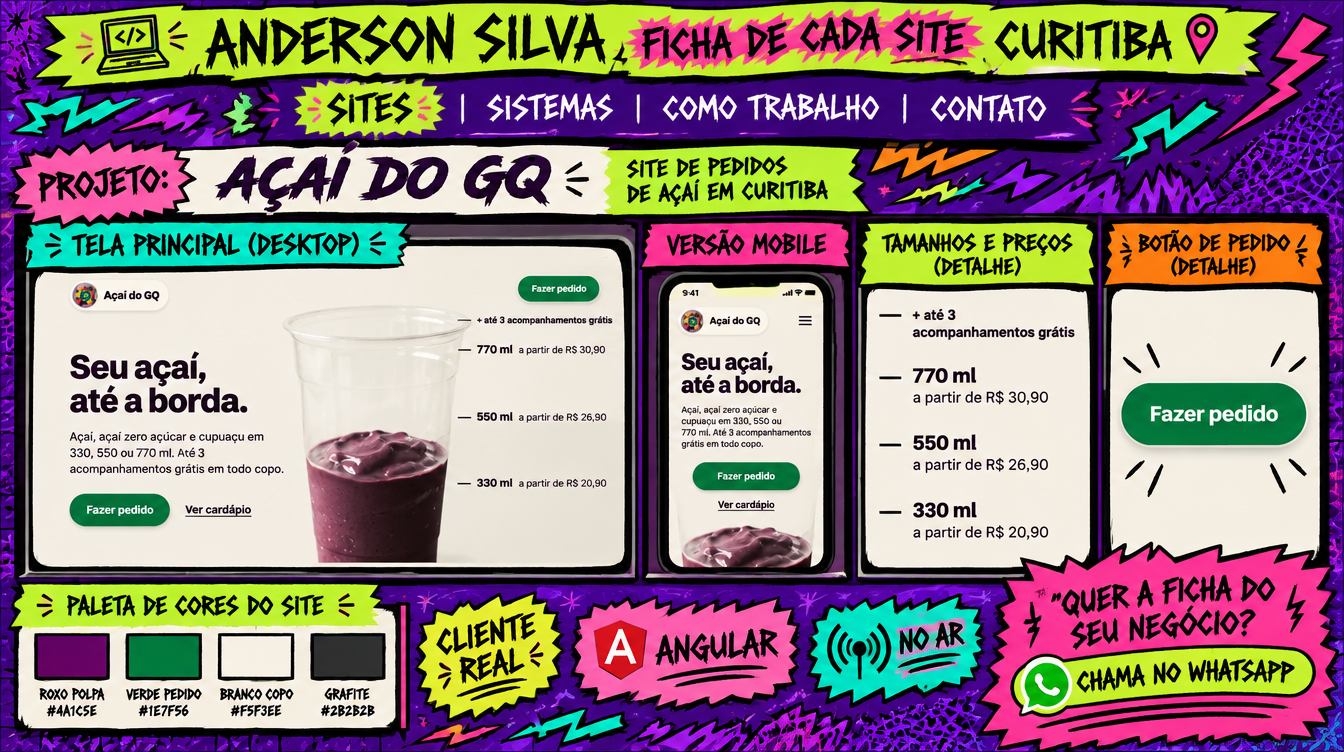 </>
ANDERSON SILVA
FICHA DE CADA SITE
CURITIBA
SITES | SISTEMAS | COMO TRABALHO | CONTATO
PROJETO:
AÇAÍ DO GQ
SITE DE PEDIDOS
DE AÇAÍ EM CURITIBA
TELA PRINCIPAL (DESKTOP)
Açaí do GQ
Fazer pedido
Seu açaí,
até a borda.
Açaí, açaí zero açúcar e cupuaçu em
330, 550 ou 770 ml. Até 3
acompanhamentos grátis em todo copo.
Fazer pedido
Ver cardápio
+ até 3 acompanhamentos grátis
770 ml a partir de R$ 30,90
550 ml a partir de R$ 26,90
330 ml a partir de R$ 20,90
VERSÃO MOBILE
9:41
Açaí do GQ
Seu açaí,
até a borda.
Açaí, açaí zero açúcar e
cupuaçu em 330, 550 ou
770 ml. Até 3 acompanhamentos
grátis em todo copo.
Fazer pedido
Ver cardápio
TAMANHOS E PREÇOS
(DETALHE)
+ até 3
acompanhamentos grátis
770 ml
a partir de R$ 30,90
550 ml
a partir de R$ 26,90
330 ml
a partir de R$ 20,90
BOTÃO DE PEDIDO
(DETALHE)
Fazer pedido
PALETA DE CORES DO SITE
ROXO POLPA
#4A1C5E
VERDE PEDIDO
#1E7F56
BRANCO COPO
#F5F3EE
GRAFITE
#2B2B2B
CLIENTE
REAL
A
ANGULAR
NO AR
"QUER A FICHA DO
SEU NEGÓCIO?
CHAMA NO WHATSAPP